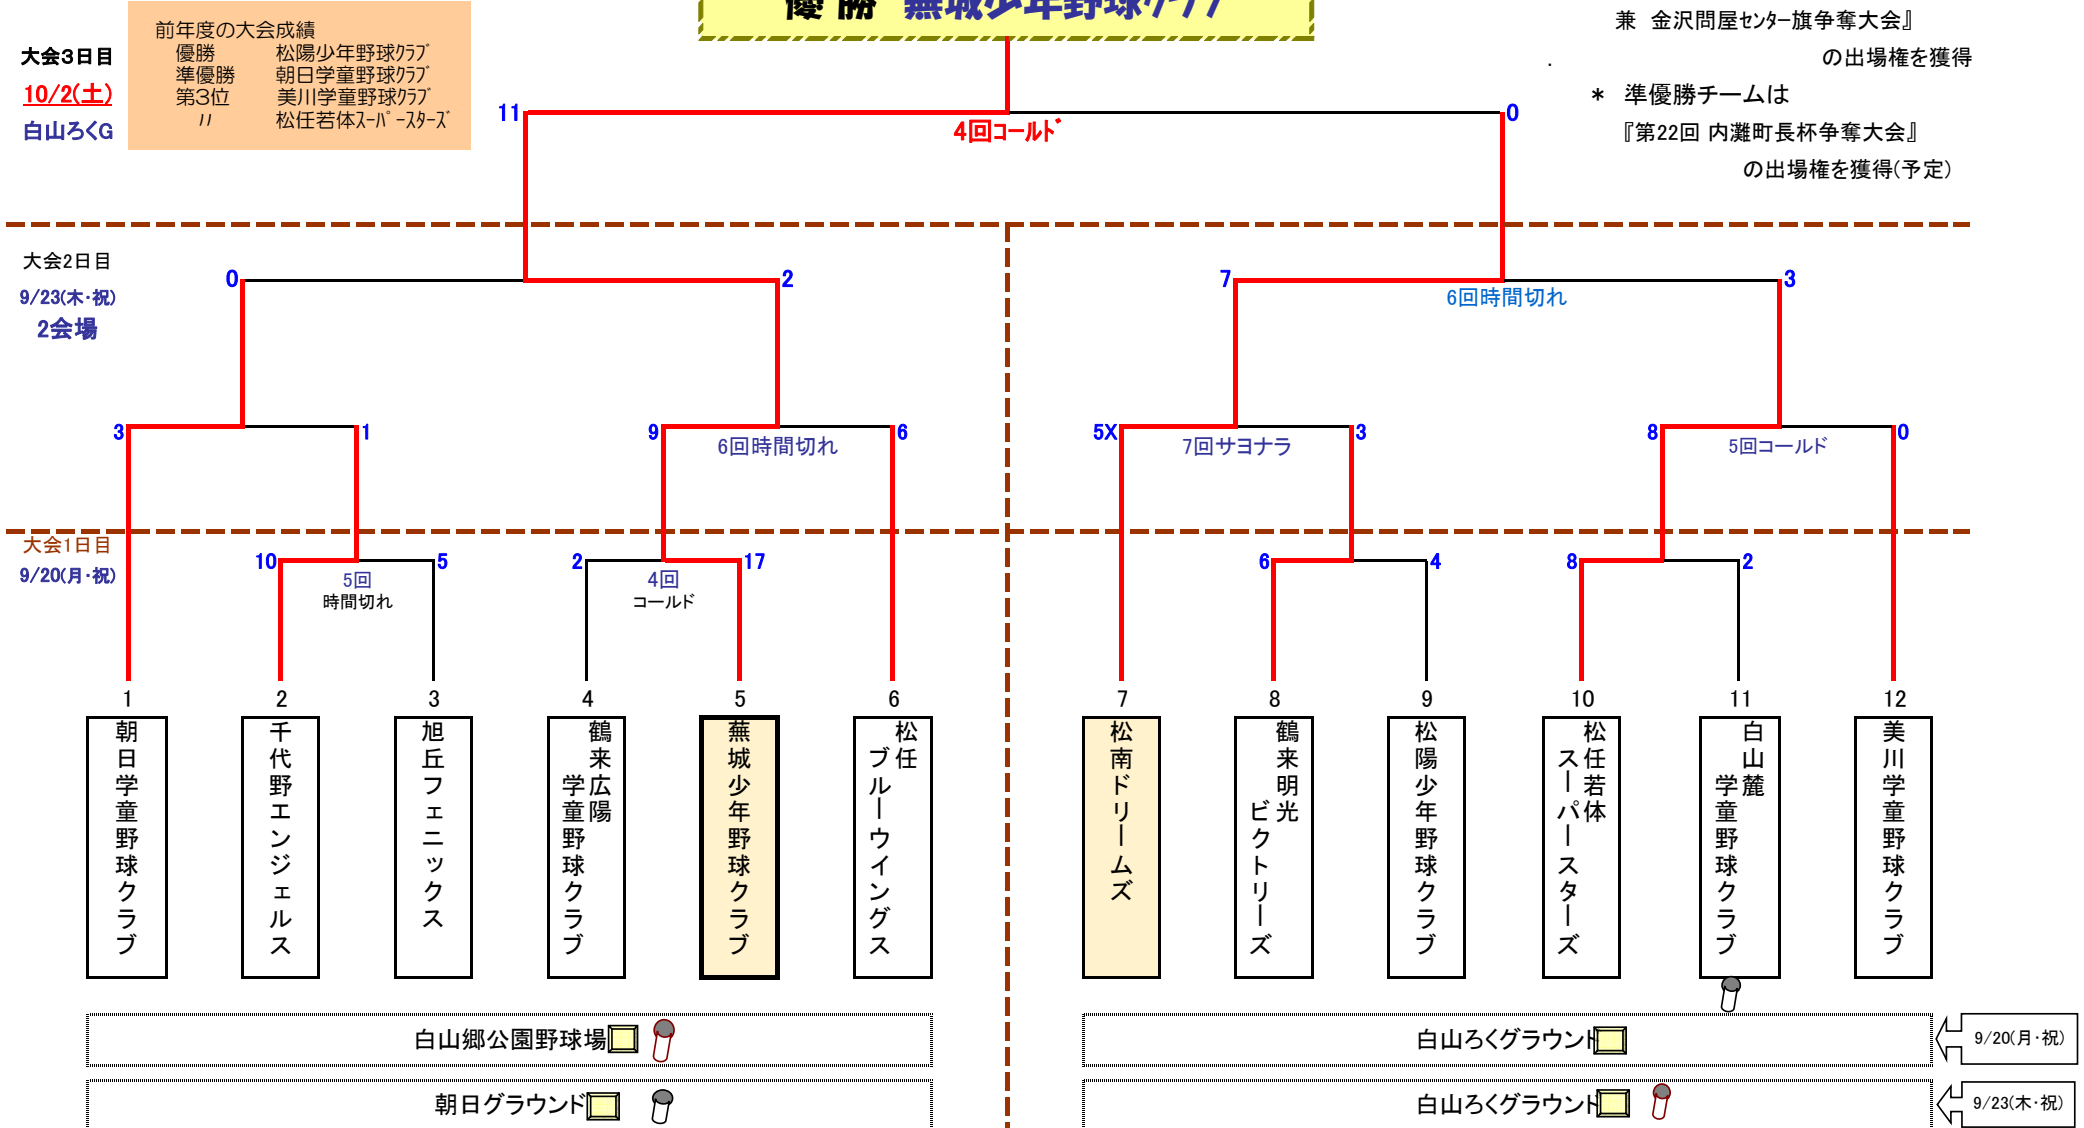 優 勝 蕪城少年野球クラブ
兼 金沢問屋センター旗争奪大会』
の出場権を獲得
.
* 準優勝チームは
『第22回 内灘町長杯争奪大会』
の出場権を獲得(予定)
前年度の大会成績
優勝 松陽少年野球クラブ
準優勝 朝日学童野球クラブ
第3位 美川学童野球クラブ
〃 松任若体スーパースターズ
大会3日目
10/2(土)
白山ろくG
11
0
4回コールド
大会2日目
9/23(木・祝)
2会場
0
2
7
3
6回時間切れ
3
1
9
6
6回時間切れ
5X
3
7回サヨナラ
8
0
5回コールド
大会1日目
9/20(月・祝)
10
5
5回
時間切れ
2
17
4回
コールド
6
4
8
2
1
2
3
4
5
6
7
8
9
10
11
12
朝日学童野球クラブ
千代野エンジェルス
旭丘フェニックス
鶴来広陽
学童野球クラブ
蕪城少年野球クラブ
松任
ブルーウイングス
松南ドリームズ
鶴来明光
ビクトリーズ
松陽少年野球クラブ
松任若体
スーパースターズ
白山麓
学童野球クラブ
美川学童野球クラブ
白山郷公園野球場
白山ろくグラウンド
9/20(月・祝)
朝日グラウンド
白山ろくグラウンド
9/23(木・祝)